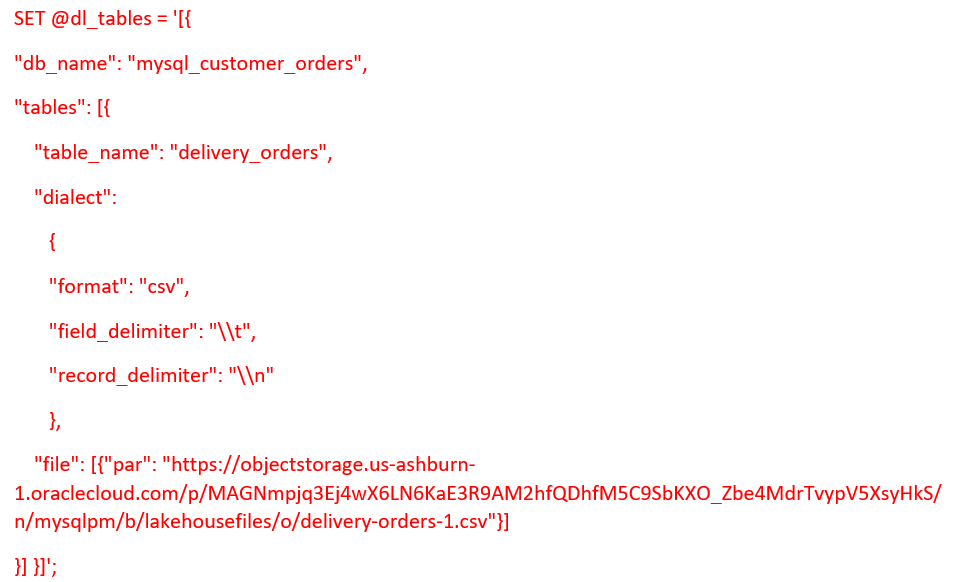 SET @dl_tables = '[{
"db_name": "mysql_customer_orders",
"tables": [{
"table_name": "delivery_orders",
"dialect":
{
"format": "csv",
"field_delimiter": "\\t",
"record_delimiter": "\\n"
},
"file": [{"par": "https://objectstorage.us-ashburn-
1.oraclecloud.com/p/MAGNmpjq3Ej4wX6LN6KaE3R9AM2hfQDhfM5C9SbKXO_Zbe4MdrTvypV5XsyHkS/
n/mysqlpm/b/lakehousefiles/o/delivery-orders-1.csv"}]
}] }]';